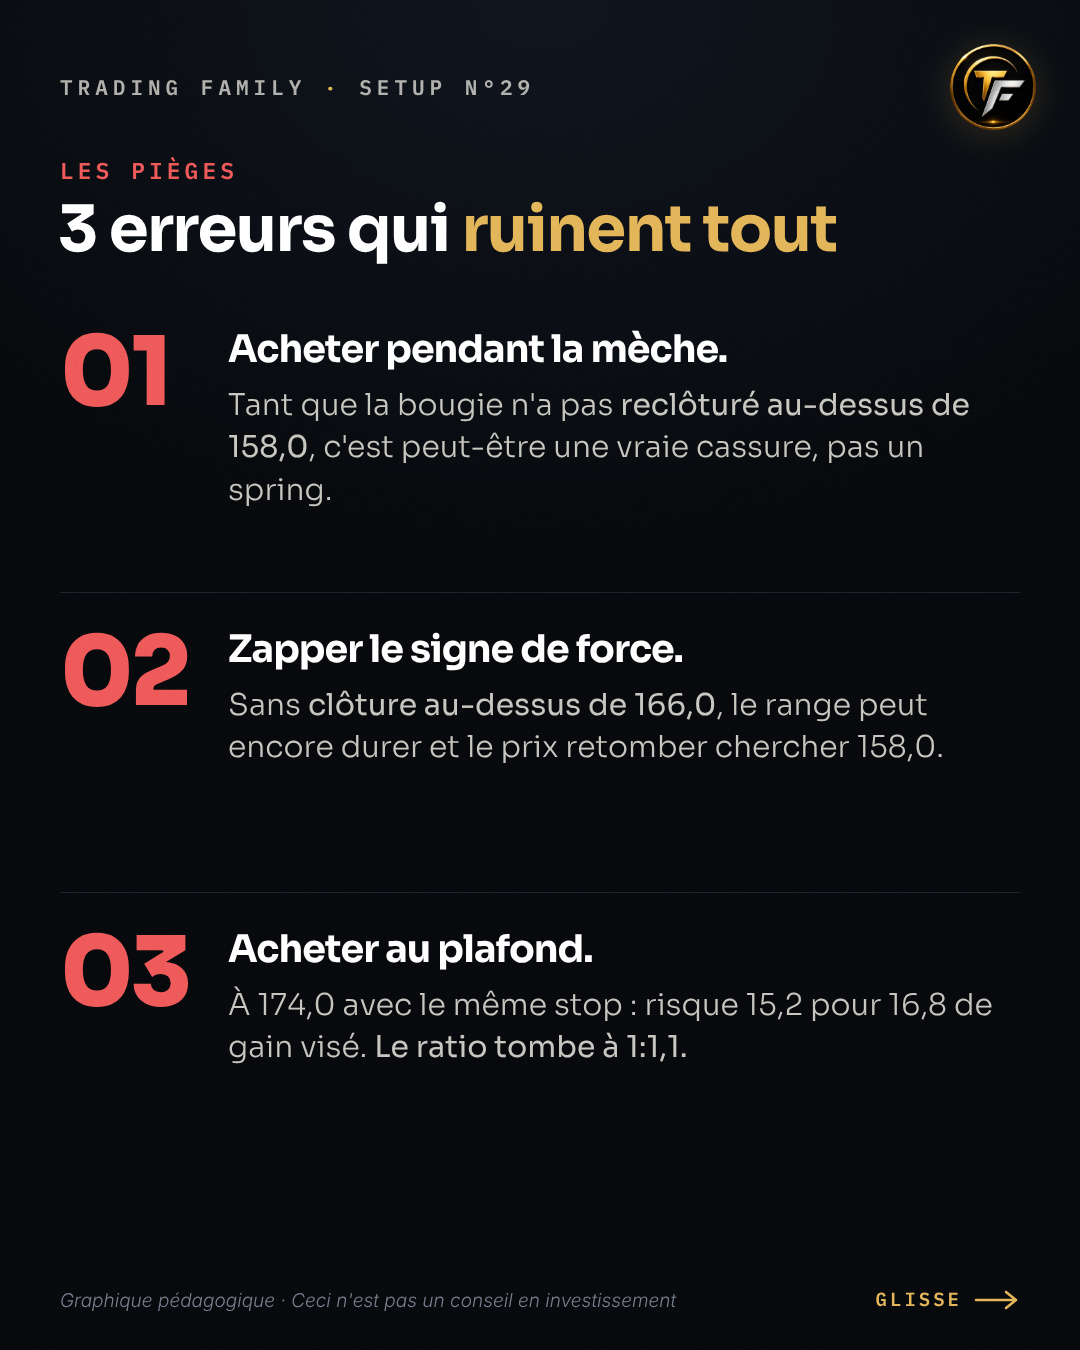 TRADING FAMILY · SETUP N°29
TF
LES PIÈGES
3 erreurs qui ruinent tout
01
Acheter pendant la mèche.
Tant que la bougie n'a pas reclôturé au-dessus de
158,0, c'est peut-être une vraie cassure, pas un
spring.
02
Zapper le signe de force.
Sans clôture au-dessus de 166,0, le range peut
encore durer et le prix retomber chercher 158,0.
03
Acheter au plafond.
À 174,0 avec le même stop : risque 15,2 pour 16,8 de
gain visé. Le ratio tombe à 1:1,1.
Graphique pédagogique · Ceci n'est pas un conseil en investissement
GLISSE →